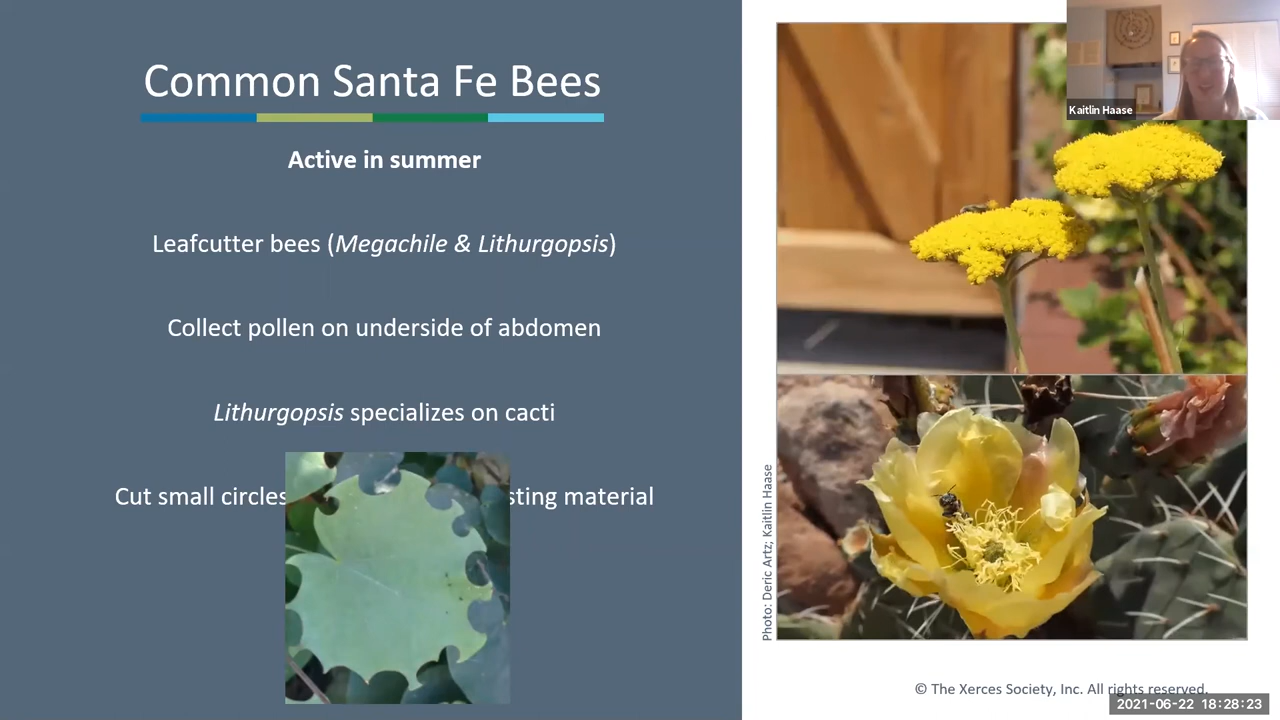 Common Santa Fe Bees
Active in summer
Leafcutter bees (Megachile & Lithurgopsis)
Collect pollen on underside of abdomen
Lithurgopsis specializes on cacti
Cut small circles sting material
Photo: Deric Artz; Kaitlin Haase
Kaitlin Haase
© The Xerces Society, Inc. All rights reserved.
2021-06-22 18:28:23